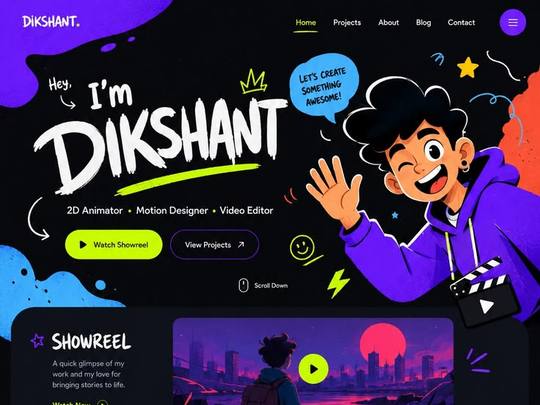 DIKSHANT.
Home
Projects
About
Blog
Contact
Hey,
I'm
DIKSHANT
LET'S CREATE
SOMETHING
AWESOME!
2D Animator • Motion Designer • Video Editor
Watch Showreel
View Projects
Scroll Down
SHOWREEL
A quick glimpse of my
work and my love for
bringing stories to life.
Watch Now